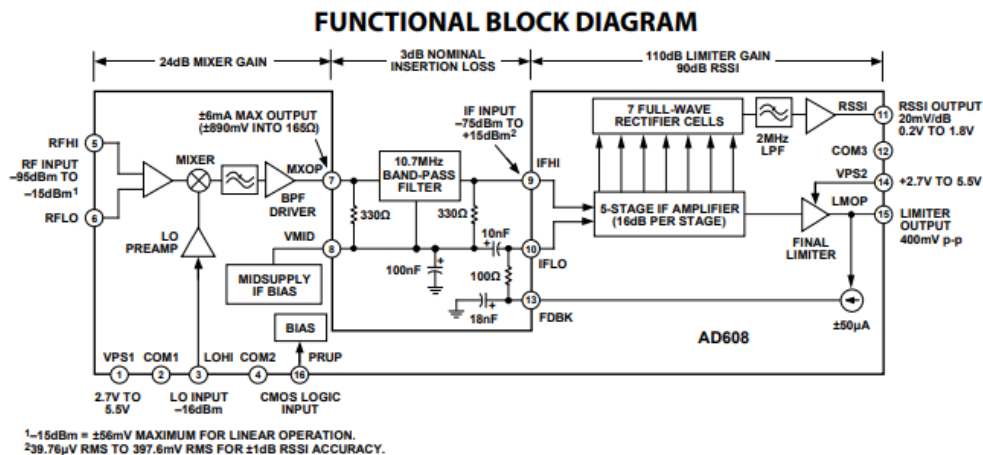 FUNCTIONAL BLOCK DIAGRAM
24dB MIXER GAIN
3dB NOMINAL
INSERTION LOSS
110dB LIMITER GAIN
90dB RSSI
±6mA MAX OUTPUT
(±890mV INTO 165Ω)
IF INPUT
–75dBm TO
+15dBm2
7 FULL-WAVE
RECTIFIER CELLS
2MHz
LPF
RSSI
11
RSSI OUTPUT
20mV/dB
0.2V TO 1.8V
RFHI
5
RF INPUT
–95dBm TO
–15dBm1
RFLO
6
MIXER
LO
PREAMP
BPF
DRIVER
MXOP
7
10.7MHz
BAND-PASS
FILTER
330Ω
330Ω
IFHI
9
COM3
12
VPS2
14
+2.7V TO 5.5V
5-STAGE IF AMPLIFIER
(16dB PER STAGE)
LMOP
15
LIMITER
OUTPUT
400mV p-p
FINAL
LIMITER
VMID
8
10nF
+
10
IFLO
MIDSUPPLY
IF BIAS
100nF
+
100Ω
18nF
+
13
FDBK
±50µA
BIAS
AD608
VPS1
COM1
LOHI
COM2
PRUP
1
2
3
4
16
2.7V TO
5.5V
LO INPUT
–16dBm
CMOS LOGIC
INPUT
1–15dBm = ±56mV MAXIMUM FOR LINEAR OPERATION.
239.76µV RMS TO 397.6mV RMS FOR ±1dB RSSI ACCURACY.